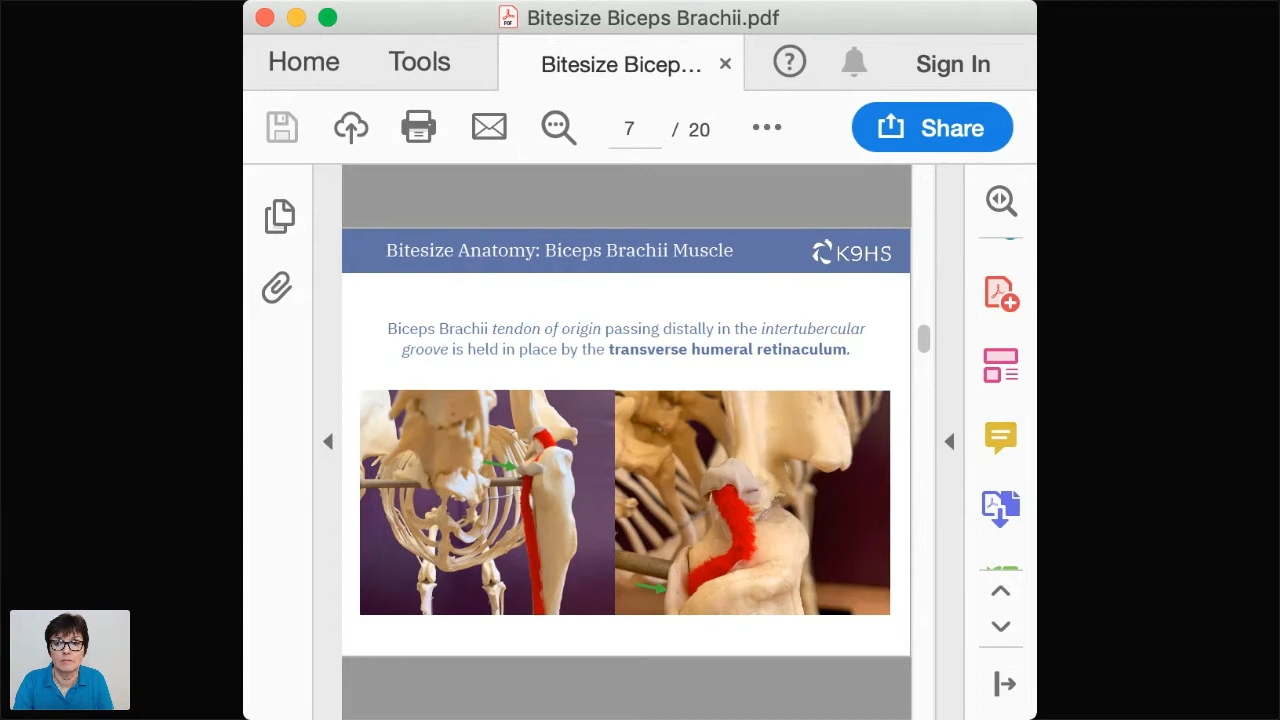 Bitesize Biceps Brachii.pdf
Home
Tools
Bitesize Bicep...
Sign In
7 / 20
Share
Bitesize Anatomy: Biceps Brachii Muscle
K9HS
Biceps Brachii tendon of origin passing distally in the intertubercular
groove is held in place by the transverse humeral retinaculum.